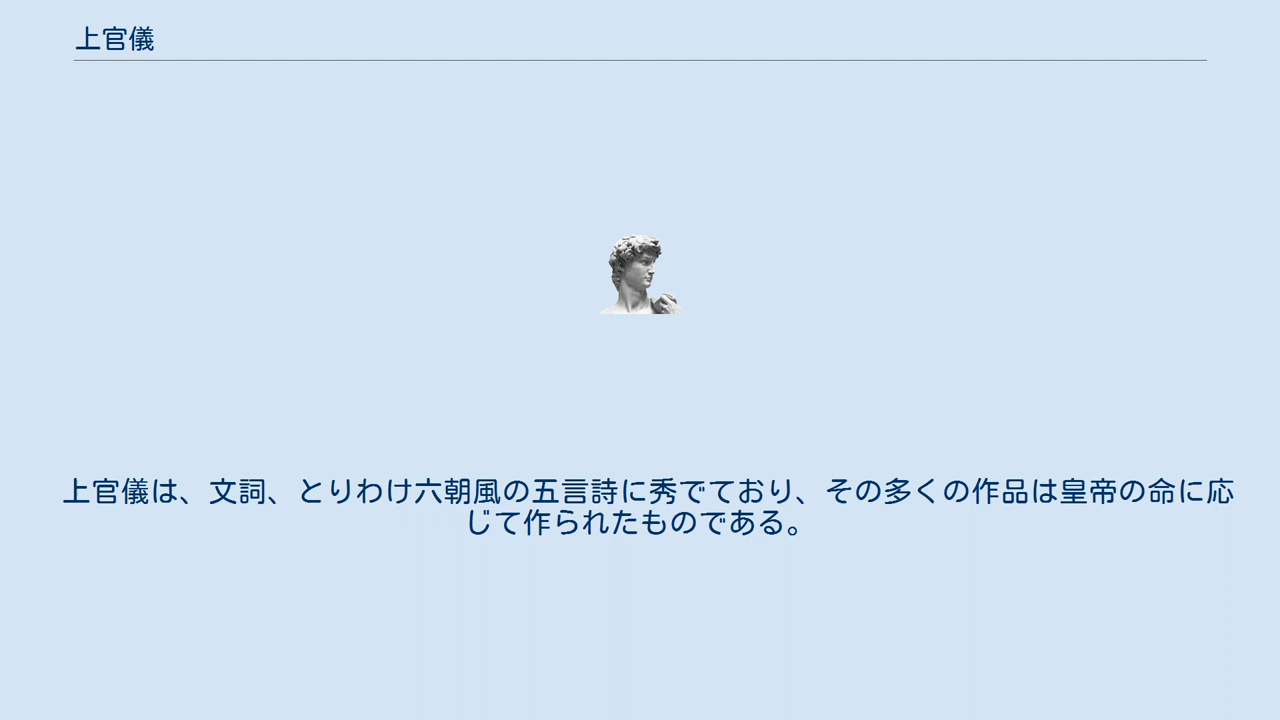 上官儀
上官儀は、文詞、とりわけ六朝風の五言詩に秀でており、その多くの作品は皇帝の命に応
じて作られたものである。